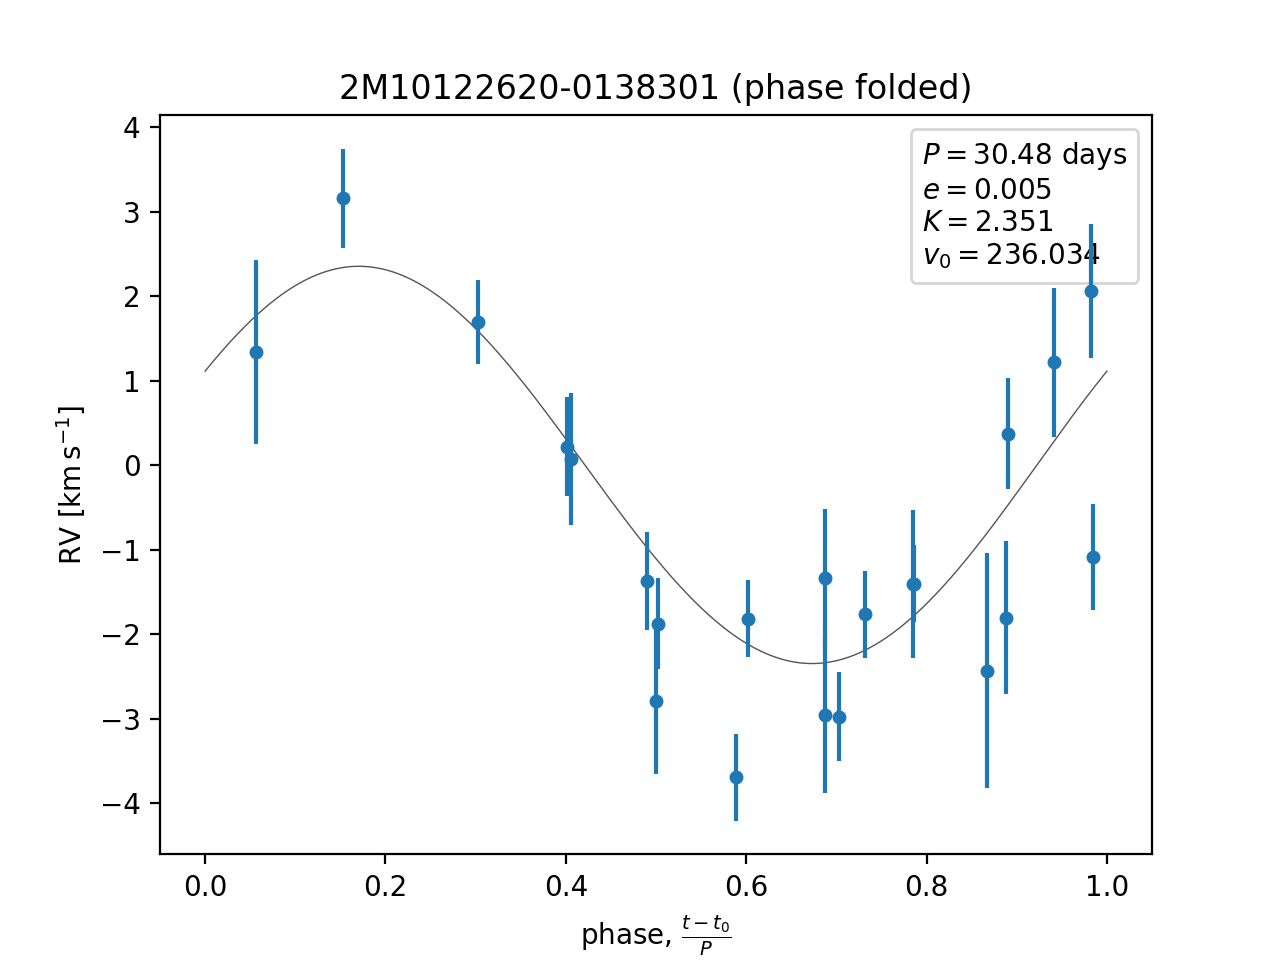 2M10122620-0138301 (phase folded)
P = 30.48 days
e = 0.005
K = 2.351
v₀ = 236.034
RV [km s⁻¹]
4
3
2
1
0
−1
−2
−3
−4
0.0 0.2 0.4 0.6 0.8 1.0
phase, (t − t₀)/P